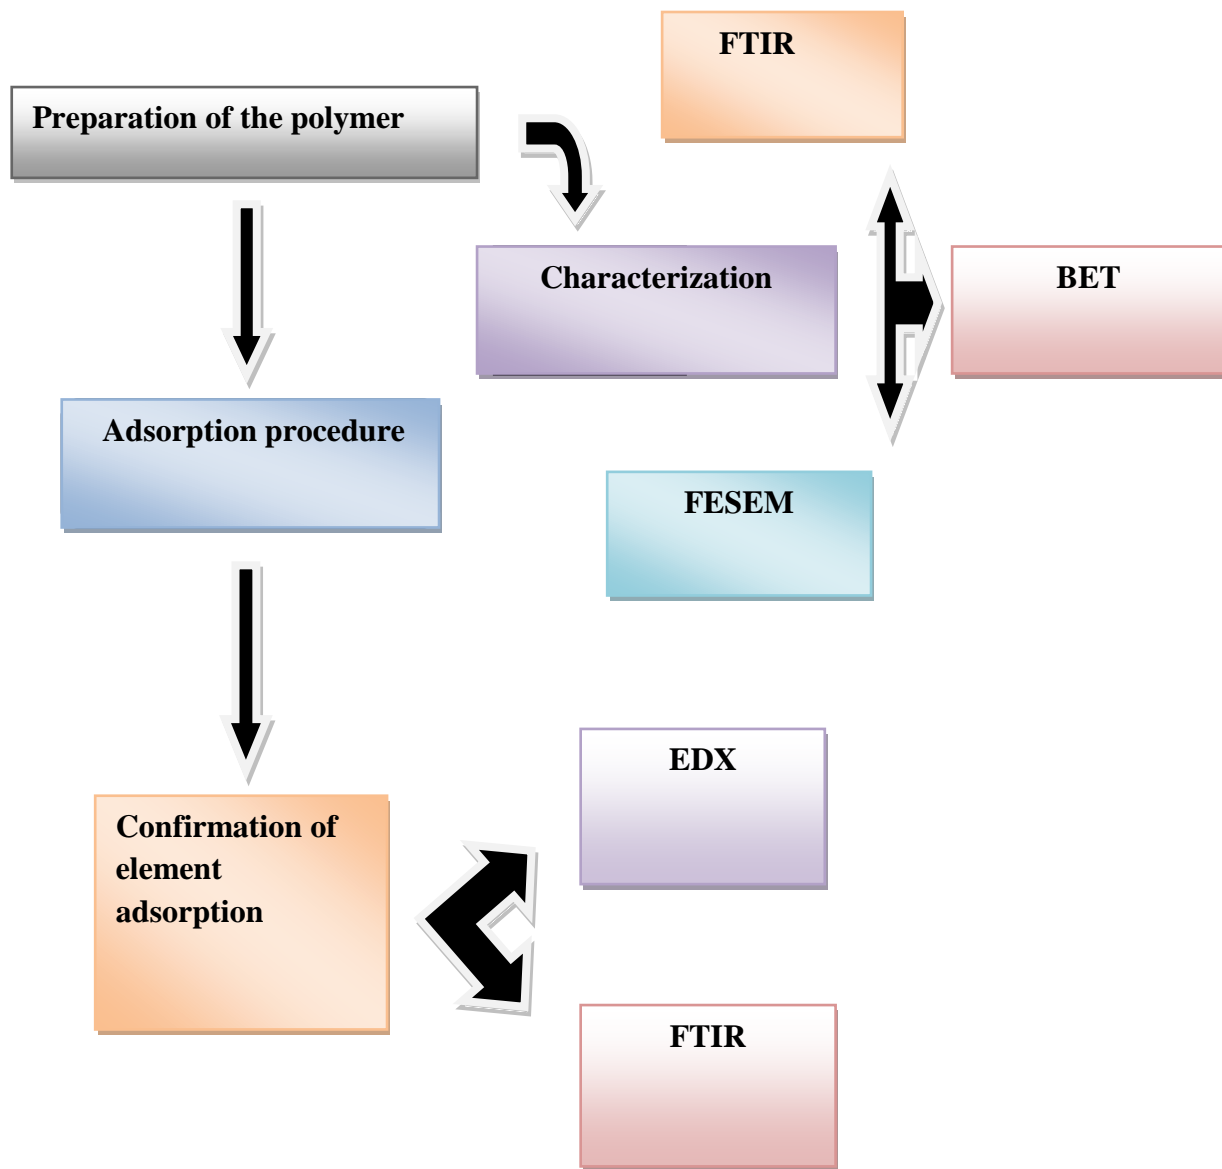 FTIR
Preparation of the polymer
Characterization
BET
Adsorption procedure
FESEM
EDX
Confirmation of
element
adsorption
FTIR